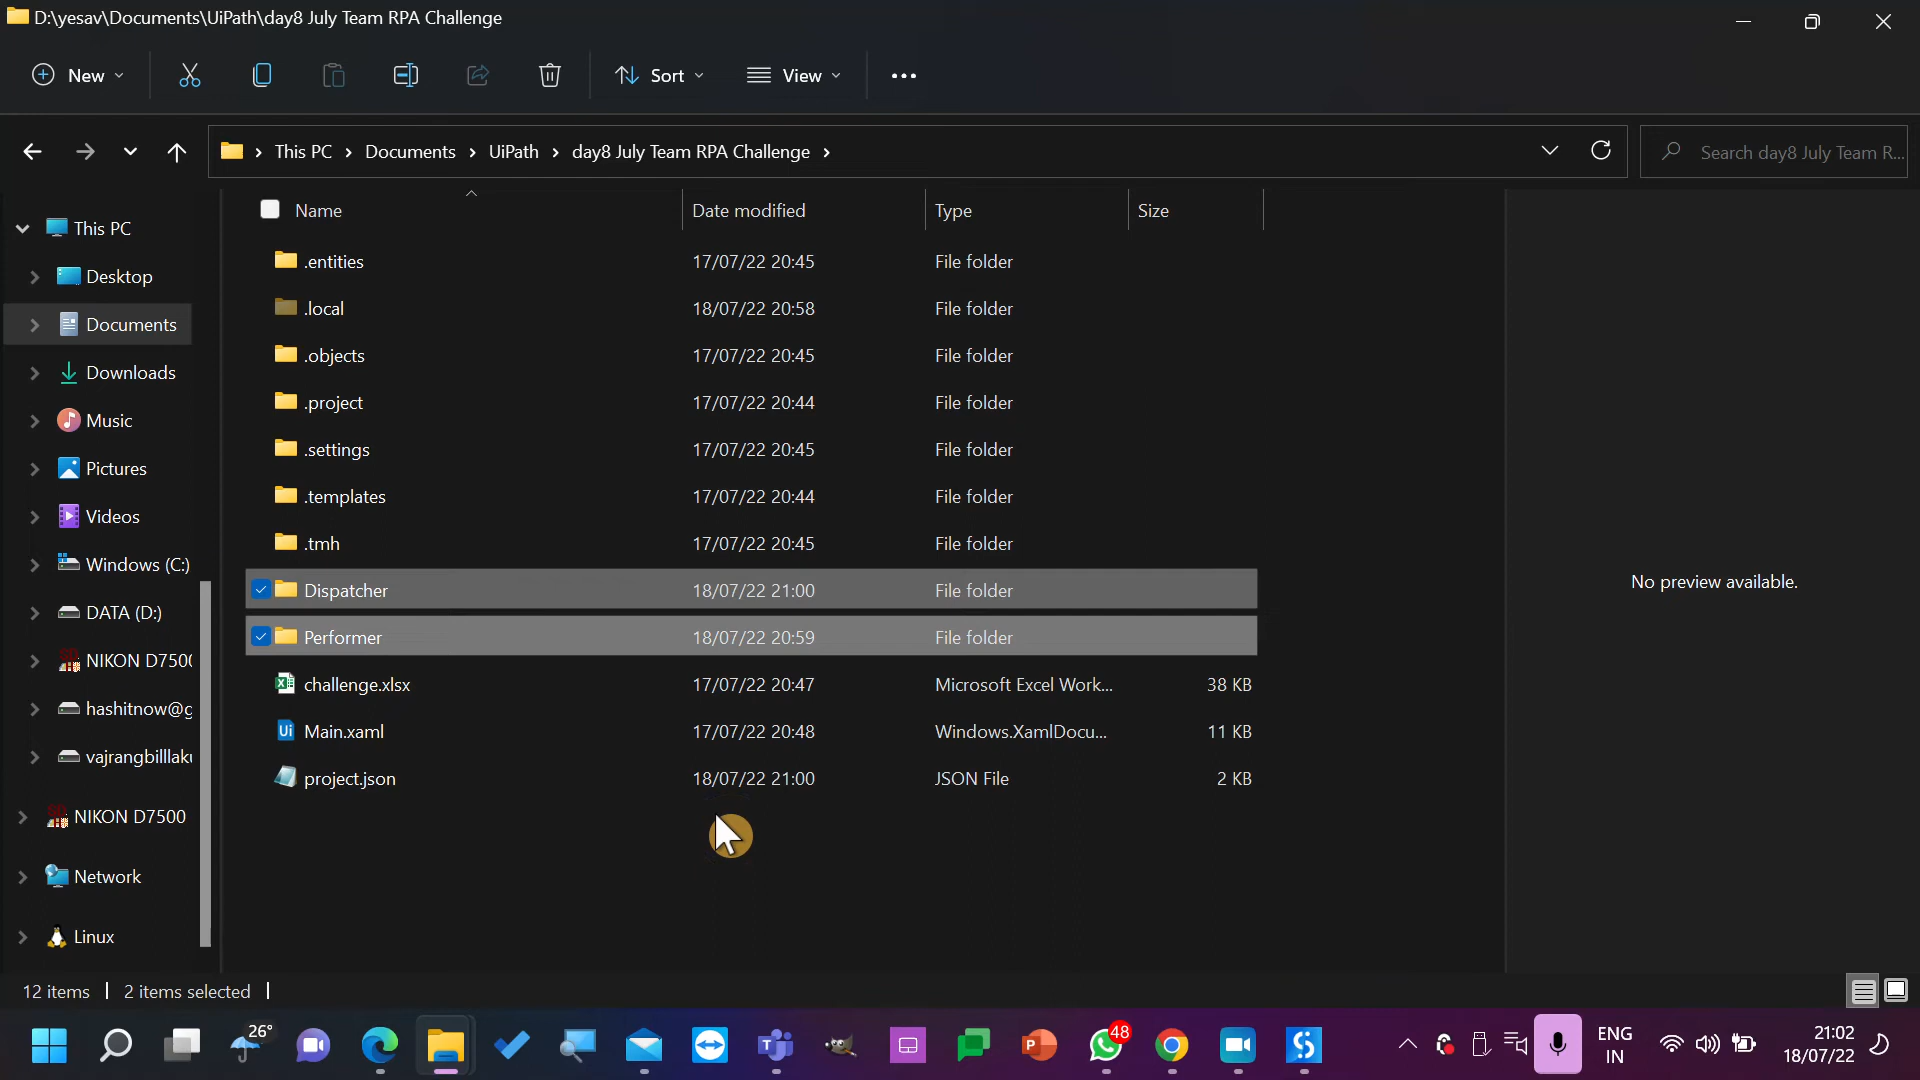 D:\yesav\Documents\UiPath\day8 July Team RPA Challenge
New
Sort
View
This PC
Documents
UiPath
day8 July Team RPA Challenge
Search day8 July Team R...
Name
Date modified
Type
Size
.entities 17/07/22 20:45 File folder
.local 18/07/22 20:58 File folder
.objects 17/07/22 20:45 File folder
.project 17/07/22 20:44 File folder
.settings 17/07/22 20:45 File folder
.templates 17/07/22 20:44 File folder
.tmh 17/07/22 20:45 File folder
Dispatcher 18/07/22 21:00 File folder
Performer 18/07/22 20:59 File folder
challenge.xlsx 17/07/22 20:47 Microsoft Excel Work... 38 KB
Main.xaml 17/07/22 20:48 Windows.XamlDocu... 11 KB
project.json 18/07/22 21:00 JSON File 2 KB
This PC
Desktop
Documents
Downloads
Music
Pictures
Videos
Windows (C:)
DATA (D:)
NIKON D750
hashitnow@g
vajrangbilllak
NIKON D7500
Network
Linux
No preview available.
12 items
2 items selected
26°
48
ENG
IN
21:02
18/07/22